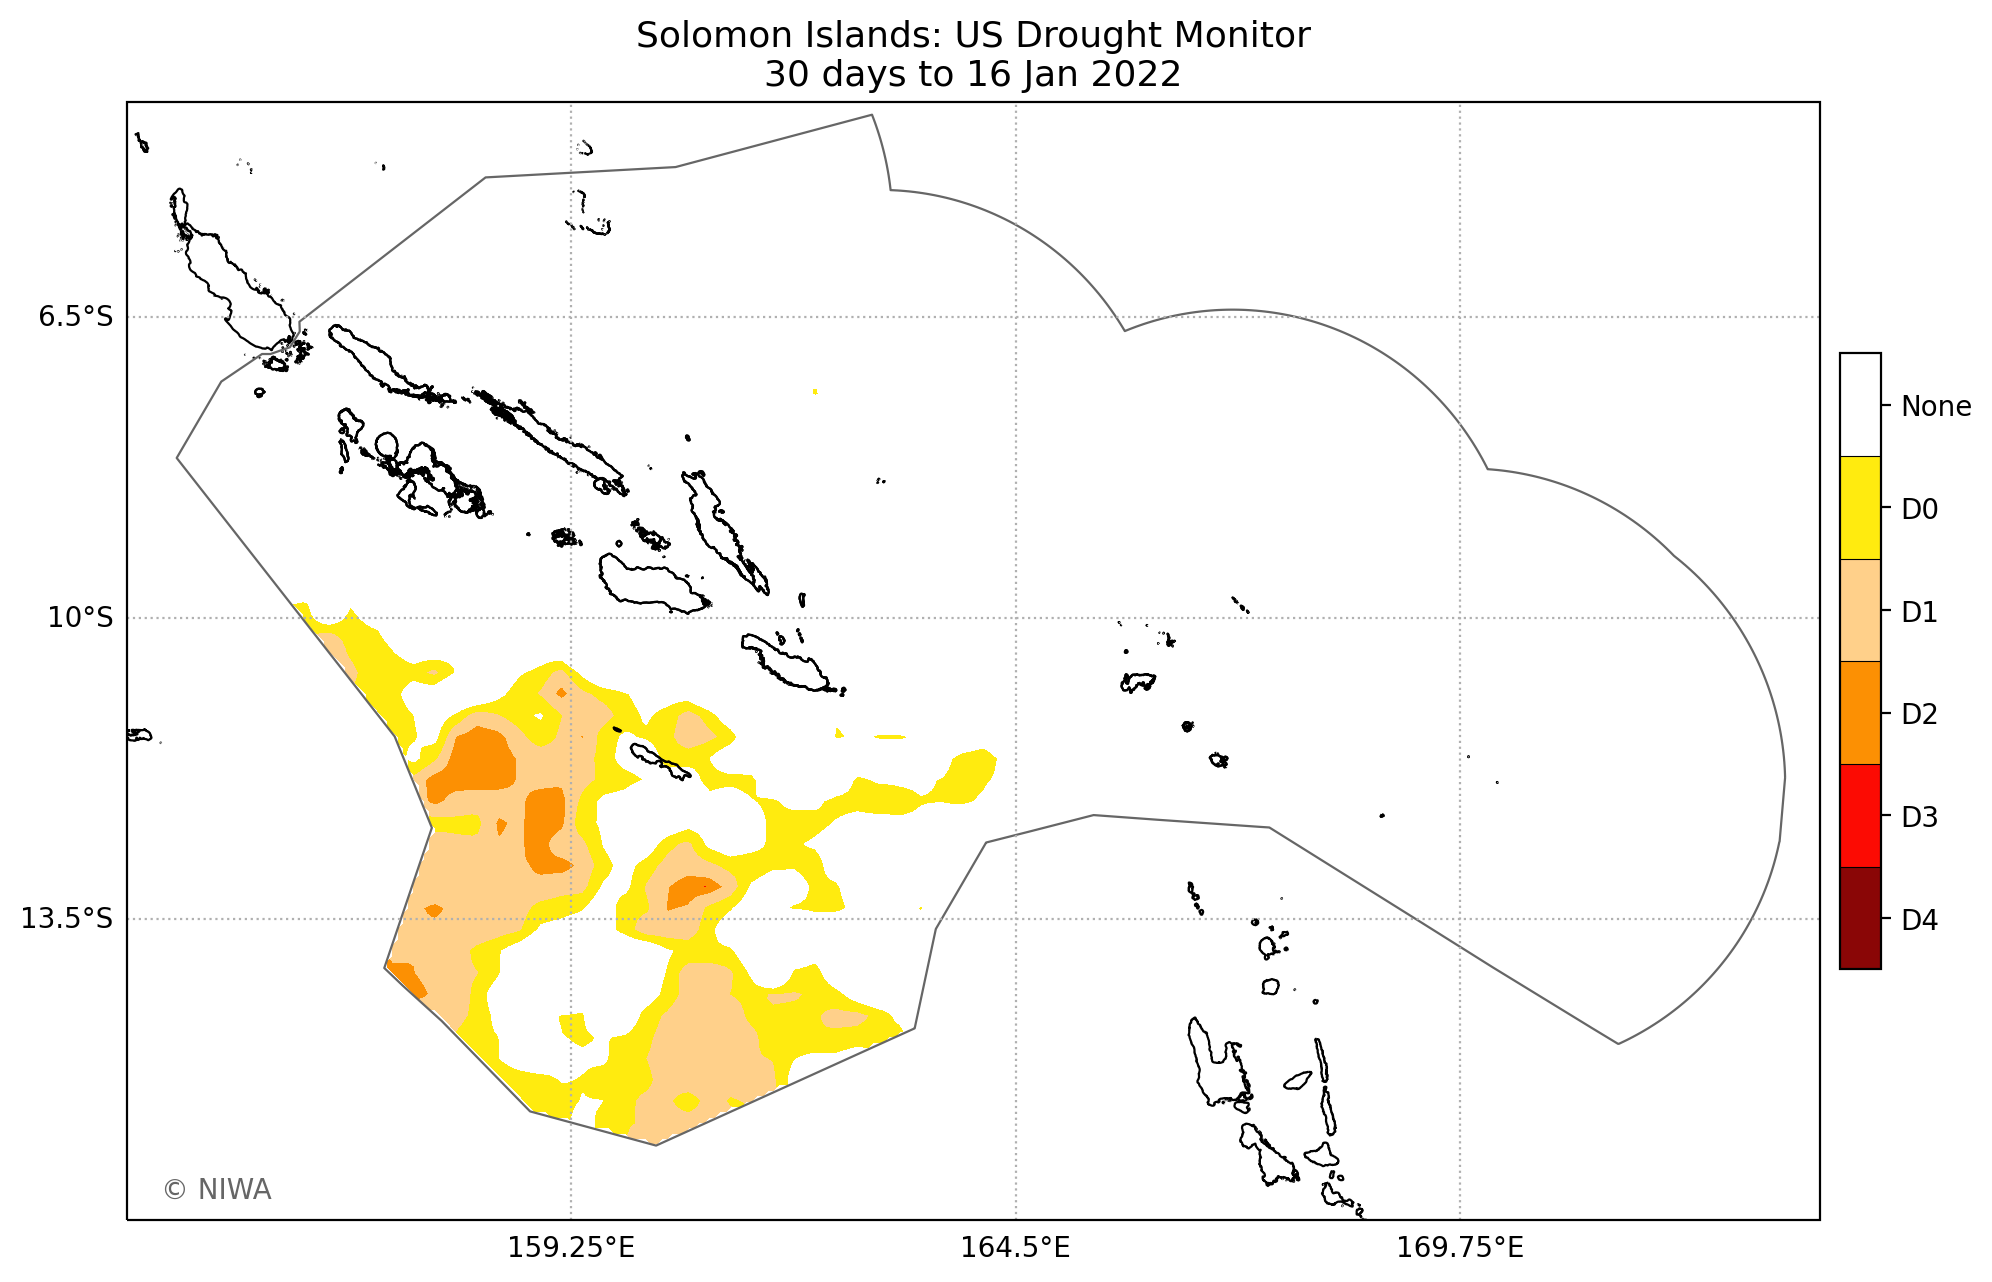 Solomon Islands: US Drought Monitor
30 days to 16 Jan 2022
6.5°S
10°S
13.5°S
159.25°E
164.5°E
169.75°E
None
D0
D1
D2
D3
D4
© NIWA